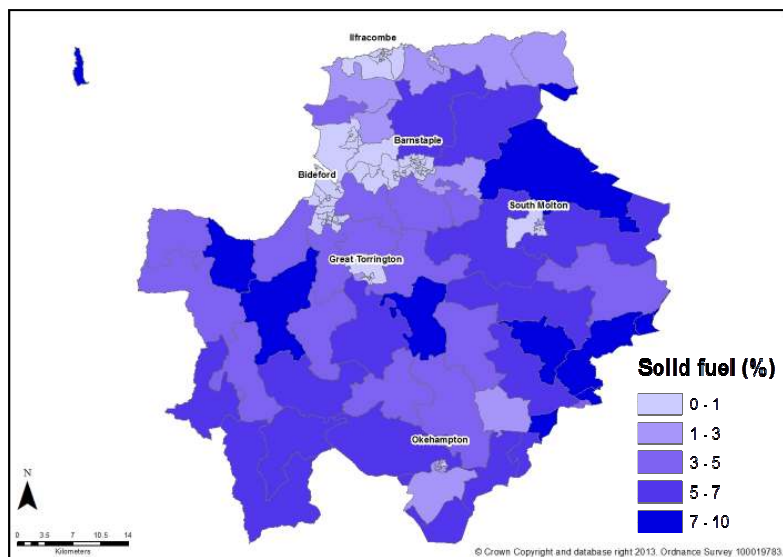 Ilfracombe
Barnstaple
Bideford
South Molton
Great Torrington
Okehampton
Solid fuel (%)
0 - 1
1 - 3
3 - 5
5 - 7
7 - 10
N
0 3.5 7 10.5 14
Kilometers
© Crown Copyright and database right 2013. Ordnance Survey 100019783